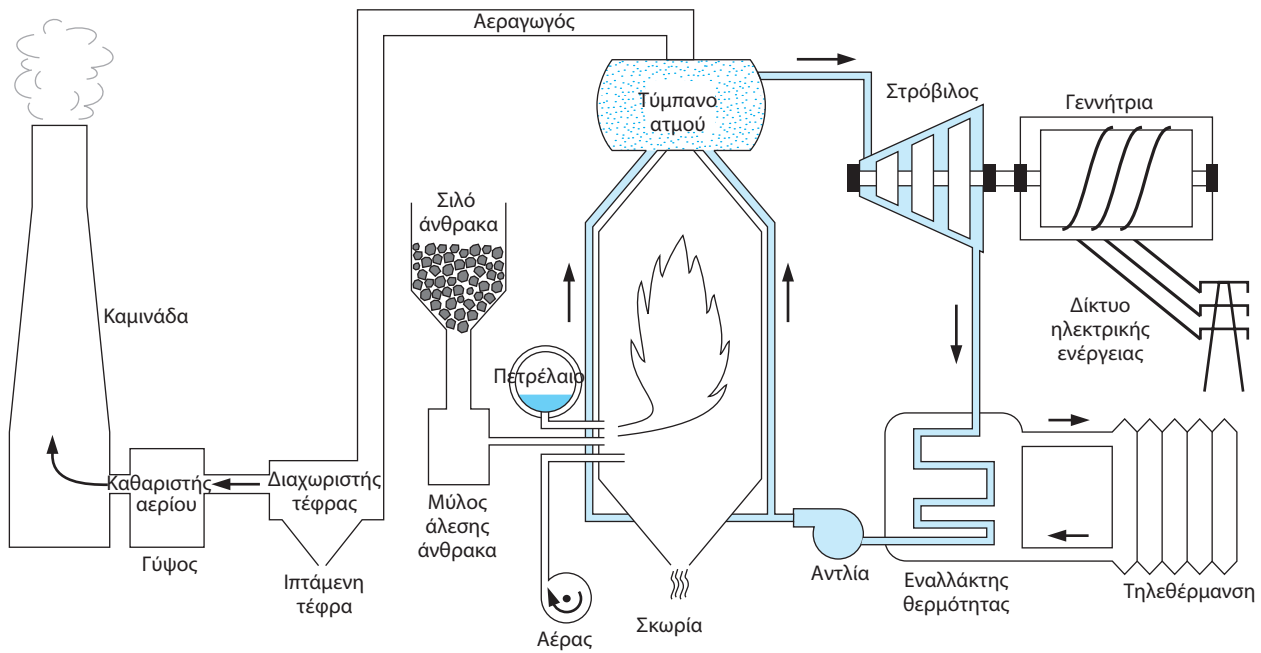 Αεραγωγός
Τύμπανο
ατμού
Στρόβιλος
Γεννήτρια
Σιλό
άνθρακα
Καμινάδα
Δίκτυο
ηλεκτρικής
ενέργειας
Πετρέλαιο
Καθαριστής
αερίου
Διαχωριστής
τέφρας
Μύλος
άλεσης
άνθρακα
Γύψος
Ιπτάμενη
τέφρα
Αέρας
Σκωρία
Αντλία
Εναλλάκτης
θερμότητας
Τηλεθέρμανση